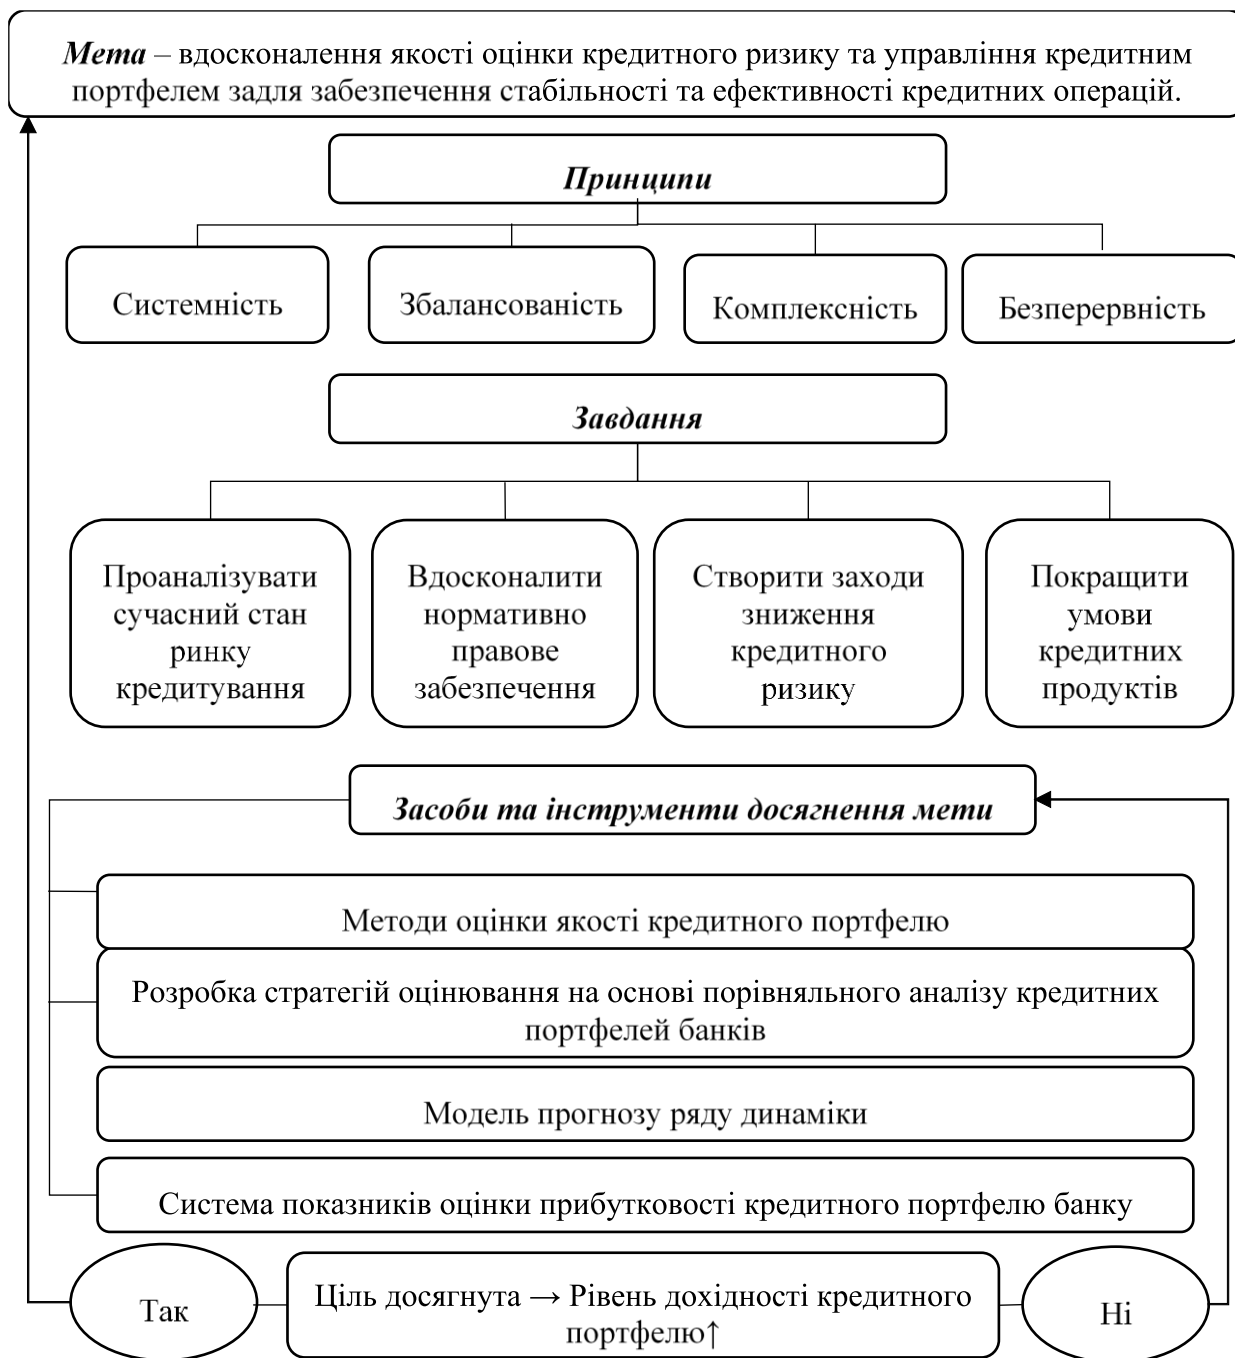 Мета – вдосконалення якості оцінки кредитного ризику та управління кредитним
портфелем задля забезпечення стабільності та ефективності кредитних операцій.
Принципи
Системність
Збалансованість
Комплексність
Безперервність
Завдання
Проаналізувати
сучасний стан
ринку
кредитування
Вдосконалити
нормативно
правове
забезпечення
Створити заходи
зниження
кредитного
ризику
Покращити
умови
кредитних
продуктів
Засоби та інструменти досягнення мети
Методи оцінки якості кредитного портфелю
Розробка стратегій оцінювання на основі порівняльного аналізу кредитних
портфелей банків
Модель прогнозу ряду динаміки
Система показників оцінки прибутковості кредитного портфелю банку
Так
Ціль досягнута → Рівень дохідності кредитного
портфелю↑
Ні